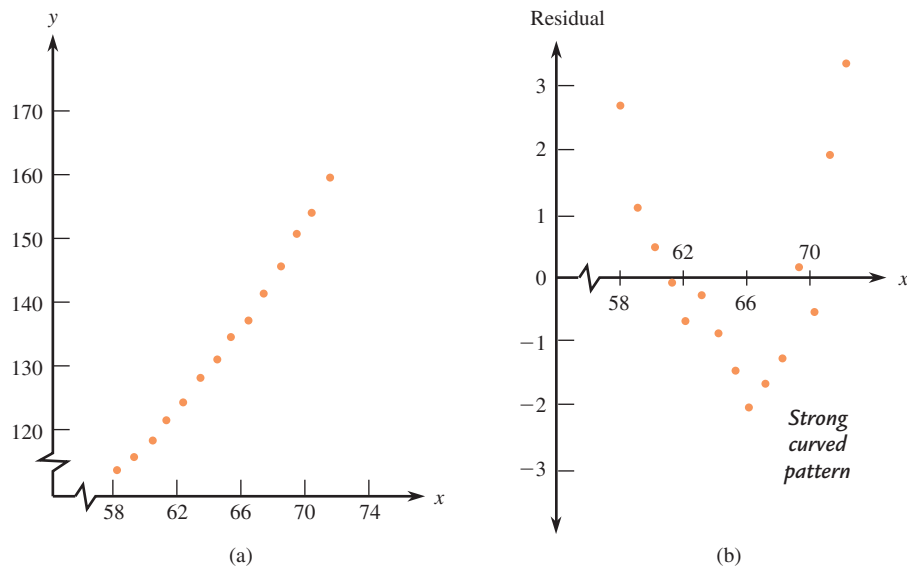 y
170
160
150
140
130
120
58 62 66 70 74 x
(a)
Residual
3
2
1
0
62 70
58 66 x
−1
−2
−3
Strong
curved
pattern
(b)